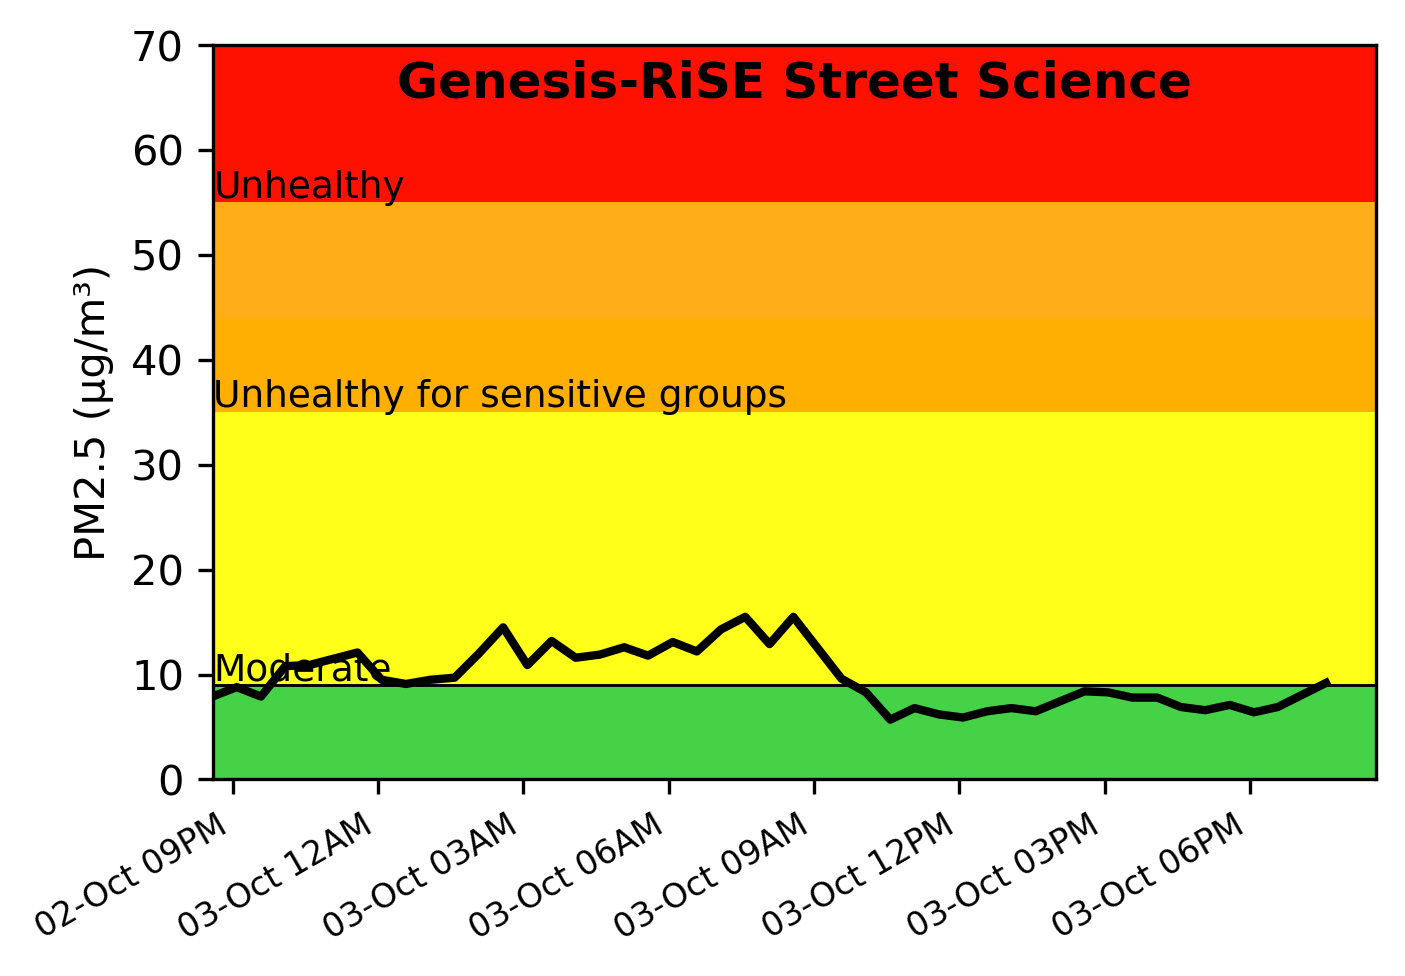 Genesis-RiSE Street Science
PM2.5 (μg/m³)
70
60
50
40
30
20
10
0
Unhealthy
Unhealthy for sensitive groups
Moderate
02-Oct 09PM
03-Oct 12AM
03-Oct 03AM
03-Oct 06AM
03-Oct 09AM
03-Oct 12PM
03-Oct 03PM
03-Oct 06PM